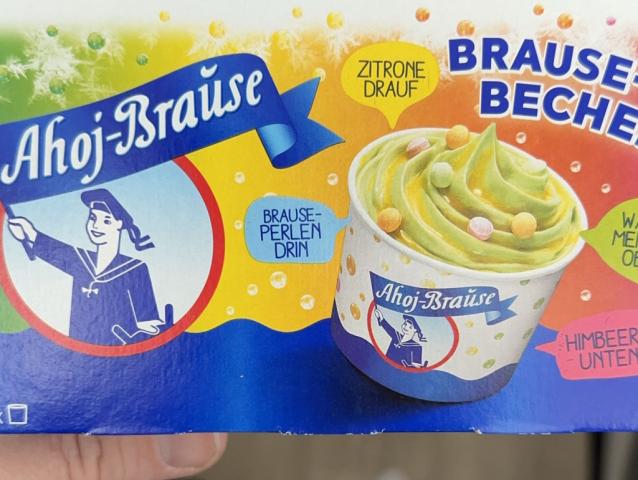 Ahoj-Brause
ZITRONE
DRAUF
BRAUSE-
BECHE
BRAUSE-
PERLEN
DRIN
Ahoj-Brause
HIMBEER
UNTEN